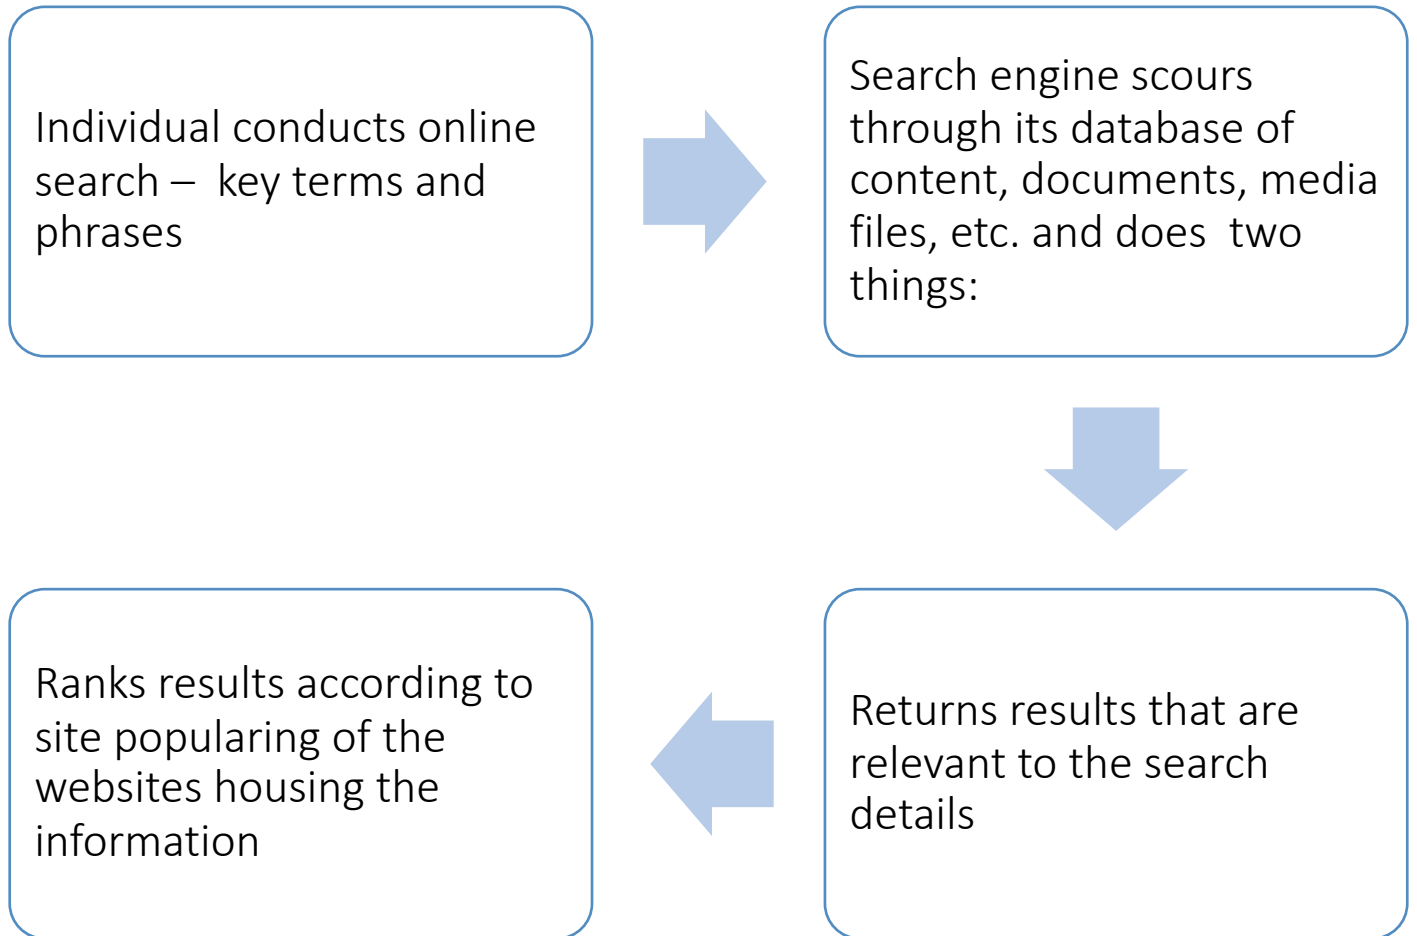 Individual conducts online
search –  key terms and
phrases
Search engine scours
through its database of
content, documents, media
files, etc. and does  two
things:
Returns results that are
relevant to the search
details
Ranks results according to
site popularing of the
websites housing the
information